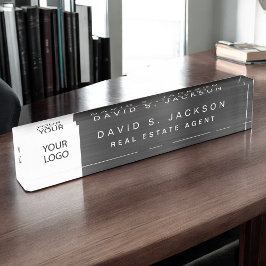 YOUR
LOGO
DAVID S. JACKSON
REAL ESTATE AGENT